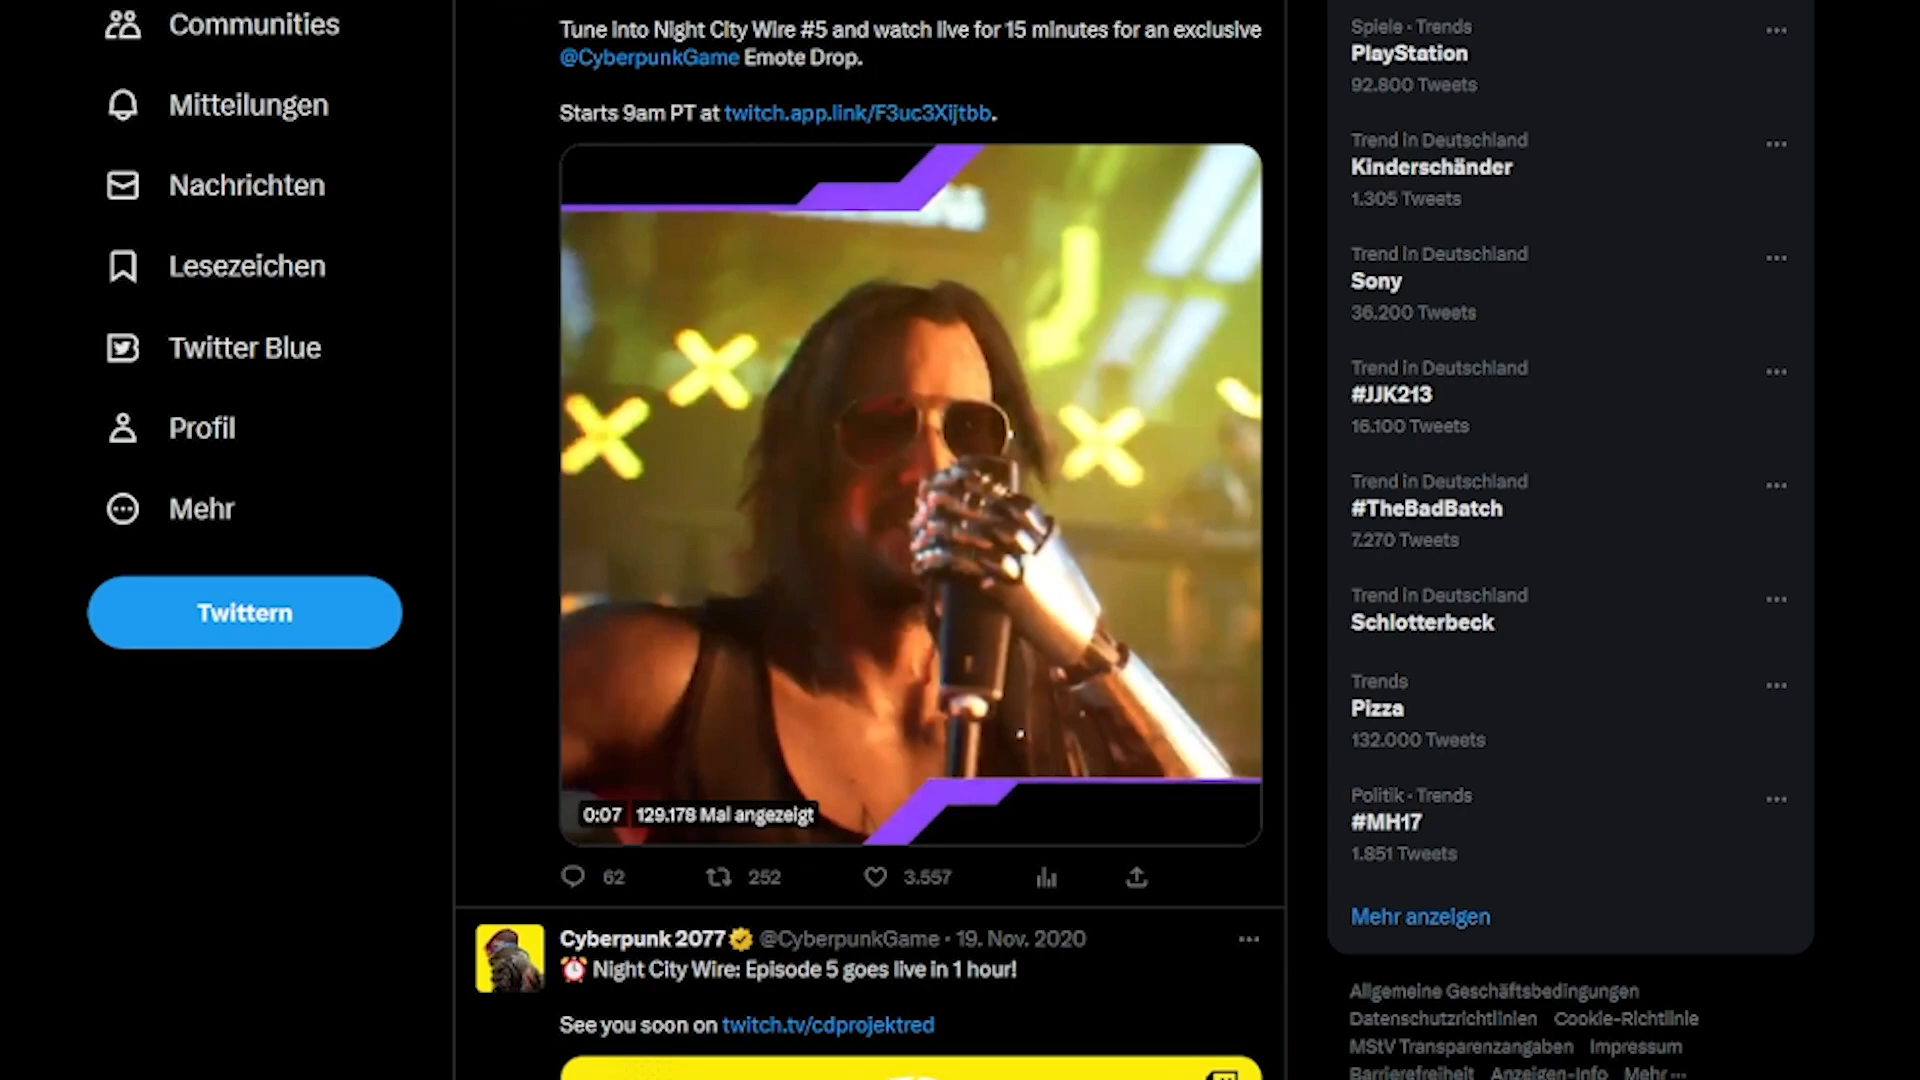 Communities
Mitteilungen
Nachrichten
Lesezeichen
Twitter Blue
Profil
Mehr
Twittern
Tune into Night City Wire #5 and watch live for 15 minutes for an exclusive
@CyberpunkGame Emote Drop.
Starts 9am PT at twitch.app.link/F3uc3Xijtbb.
0:07 129.178 Mal angezeigt
62 252 3.557
Cyberpunk 2077 @CyberpunkGame · 19. Nov. 2020
Night City Wire: Episode 5 goes live in 1 hour!
See you soon on twitch.tv/cdprojektred
Spiele · Trends
PlayStation
92.800 Tweets
Trend in Deutschland
Kinderschänder
1.305 Tweets
Trend in Deutschland
Sony
36.200 Tweets
Trend in Deutschland
#JJK213
16.100 Tweets
Trend in Deutschland
#TheBadBatch
7.270 Tweets
Trend in Deutschland
Schlotterbeck
Trends
Pizza
132.000 Tweets
Politik · Trends
#MH17
1.851 Tweets
Mehr anzeigen
Allgemeine Geschäftsbedingungen
Datenschutzrichtlinien Cookie-Richtlinie
MStV Transparenzangaben Impressum
Barrierefreiheit Anzeigen-Info Mehr ···